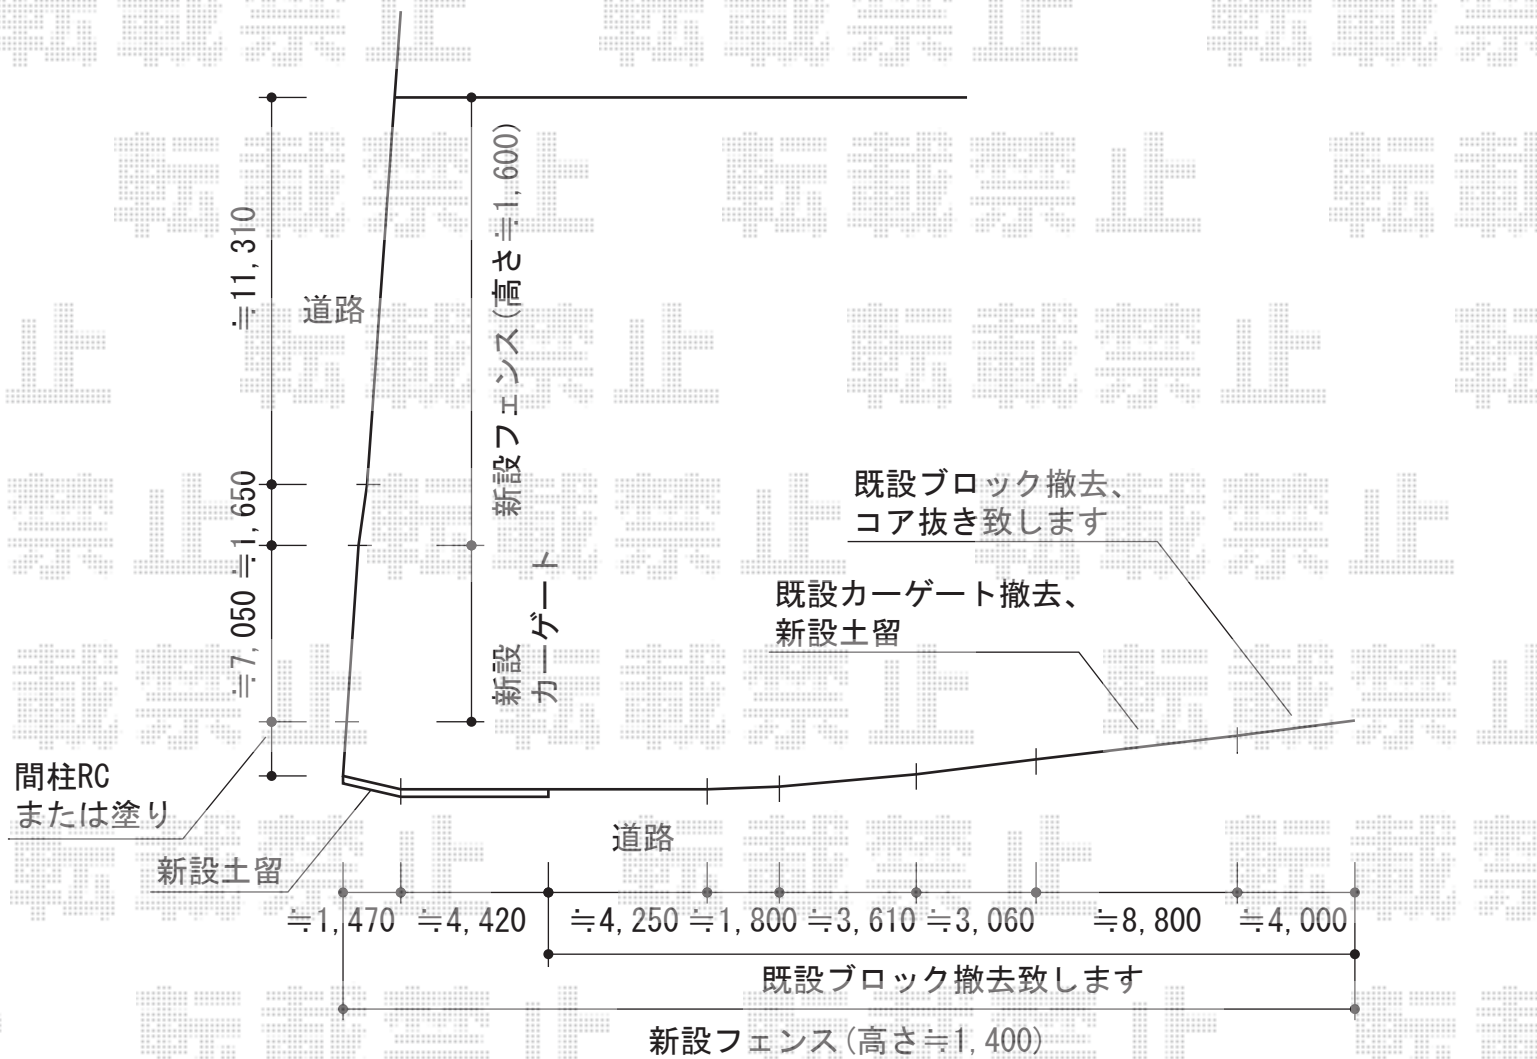 転載禁止
≒11,310
道路
新設フェンス(高さ≒1,600)
≒1,650
≒7,050
新設
カーゲート
既設ブロック撤去、
コア抜き致します
既設カーゲート撤去、
新設土留
間柱RC
または塗り
新設土留
道路
≒1,470 ≒4,420 ≒4,250 ≒1,800 ≒3,610 ≒3,060 ≒8,800 ≒4,000
既設ブロック撤去致します
新設フェンス(高さ≒1,400)